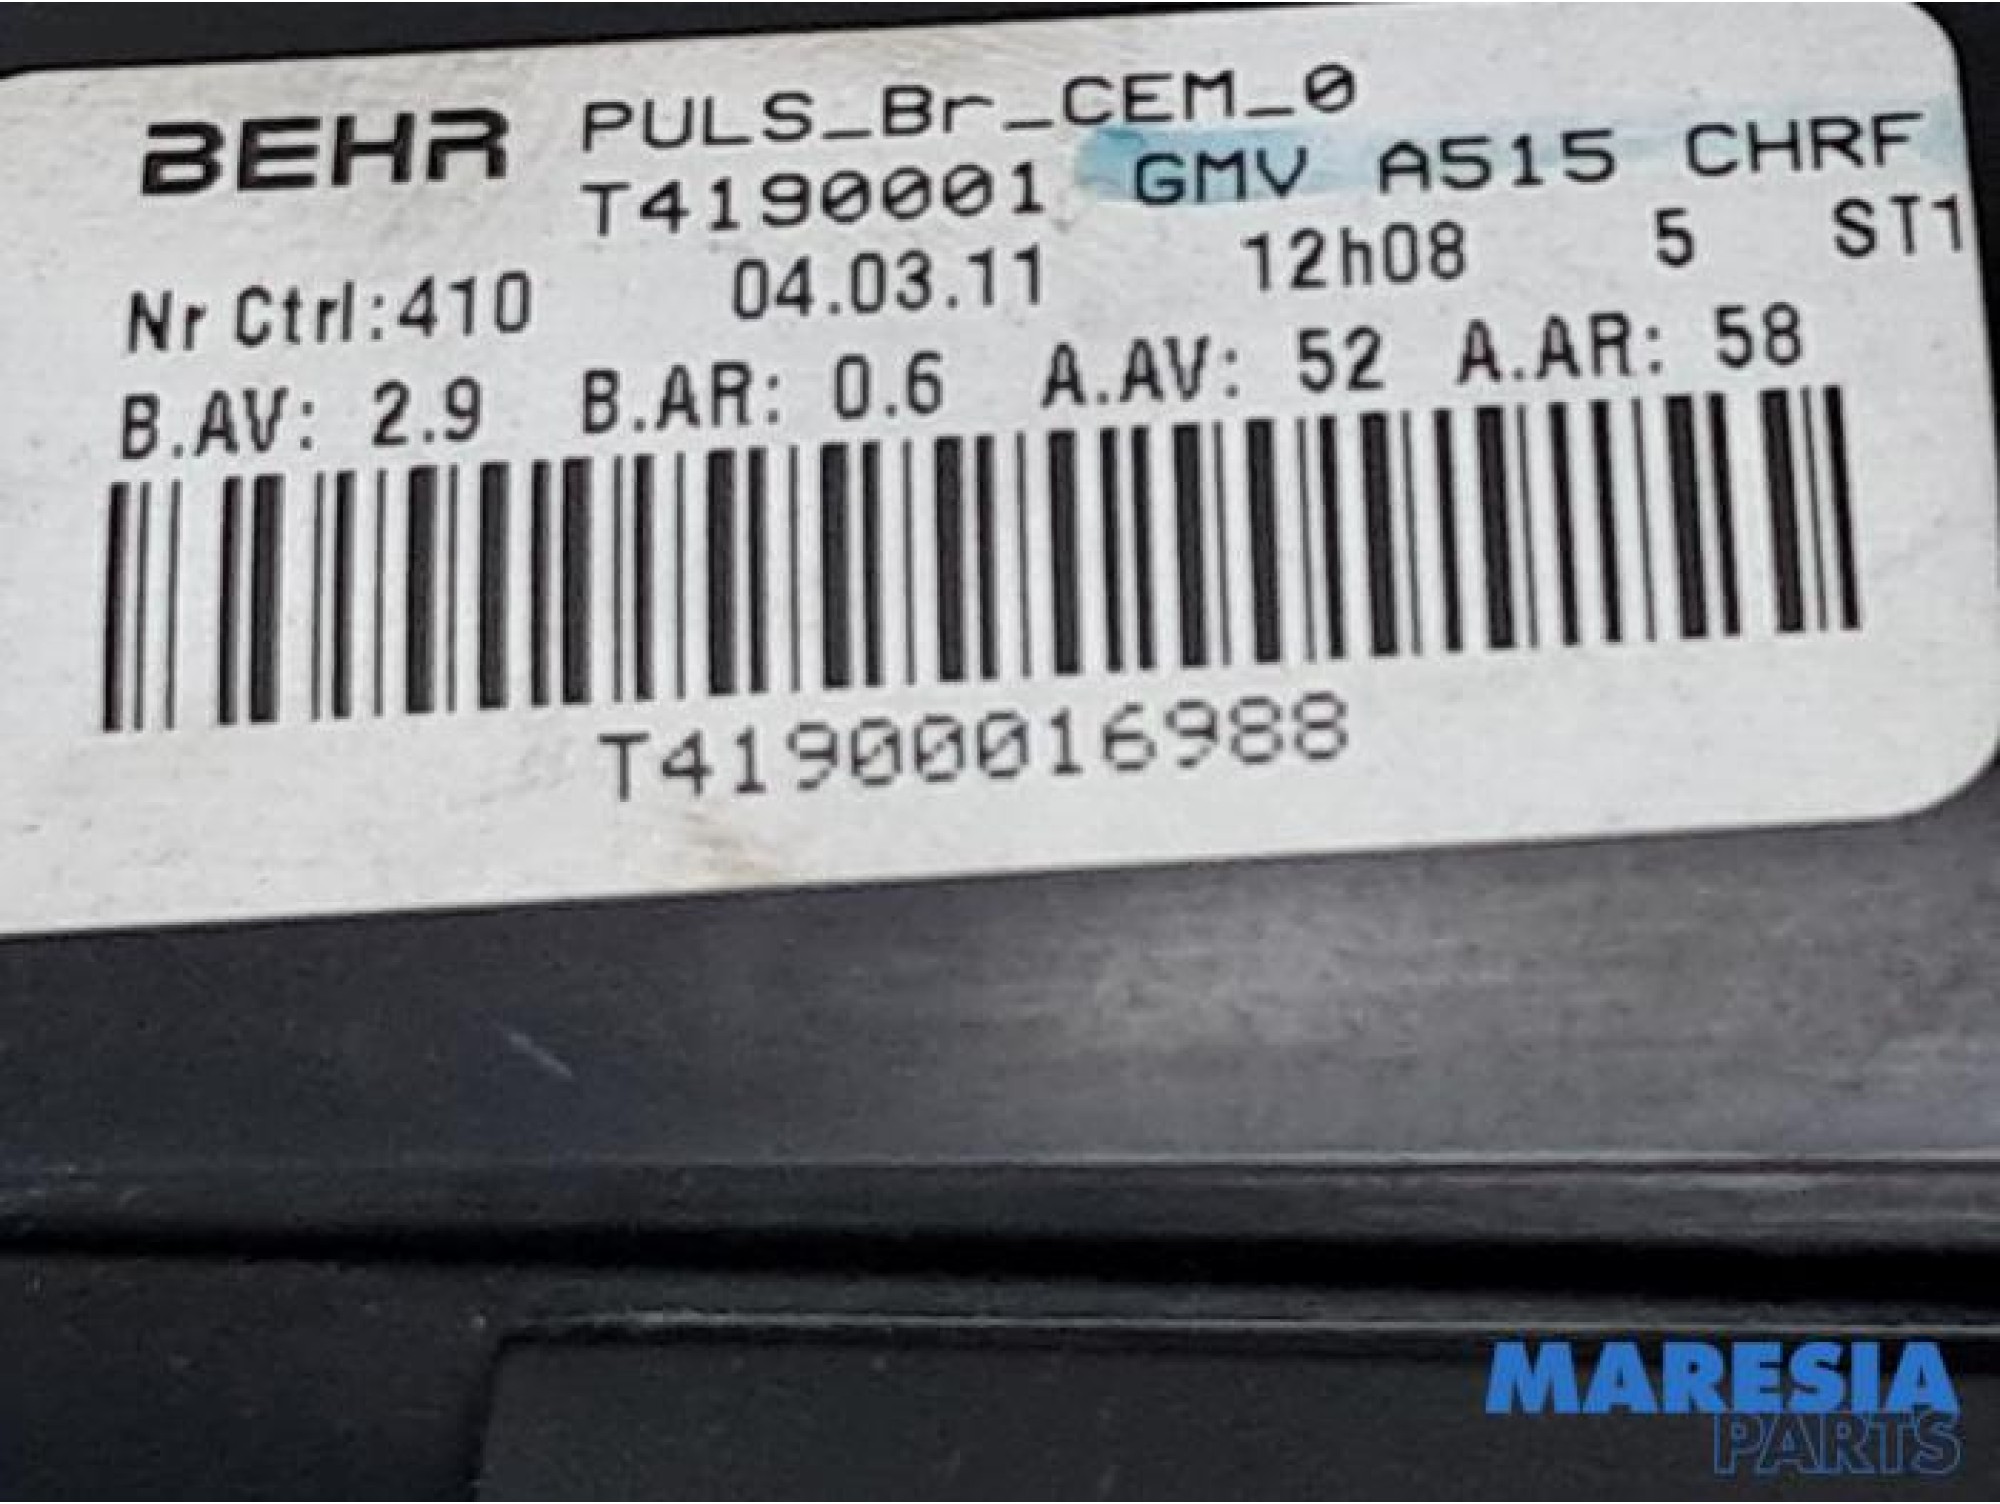 BEHR PULS_Br_CEM_0
T4190001 GMV A515 CHRF
Nr Ctrl:410 04.03.11 12h08 5 ST1
B.AV: 2.9 B.AR: 0.6 A.AV: 52 A.AR: 58
T41900016988
MARESIA
PARTS